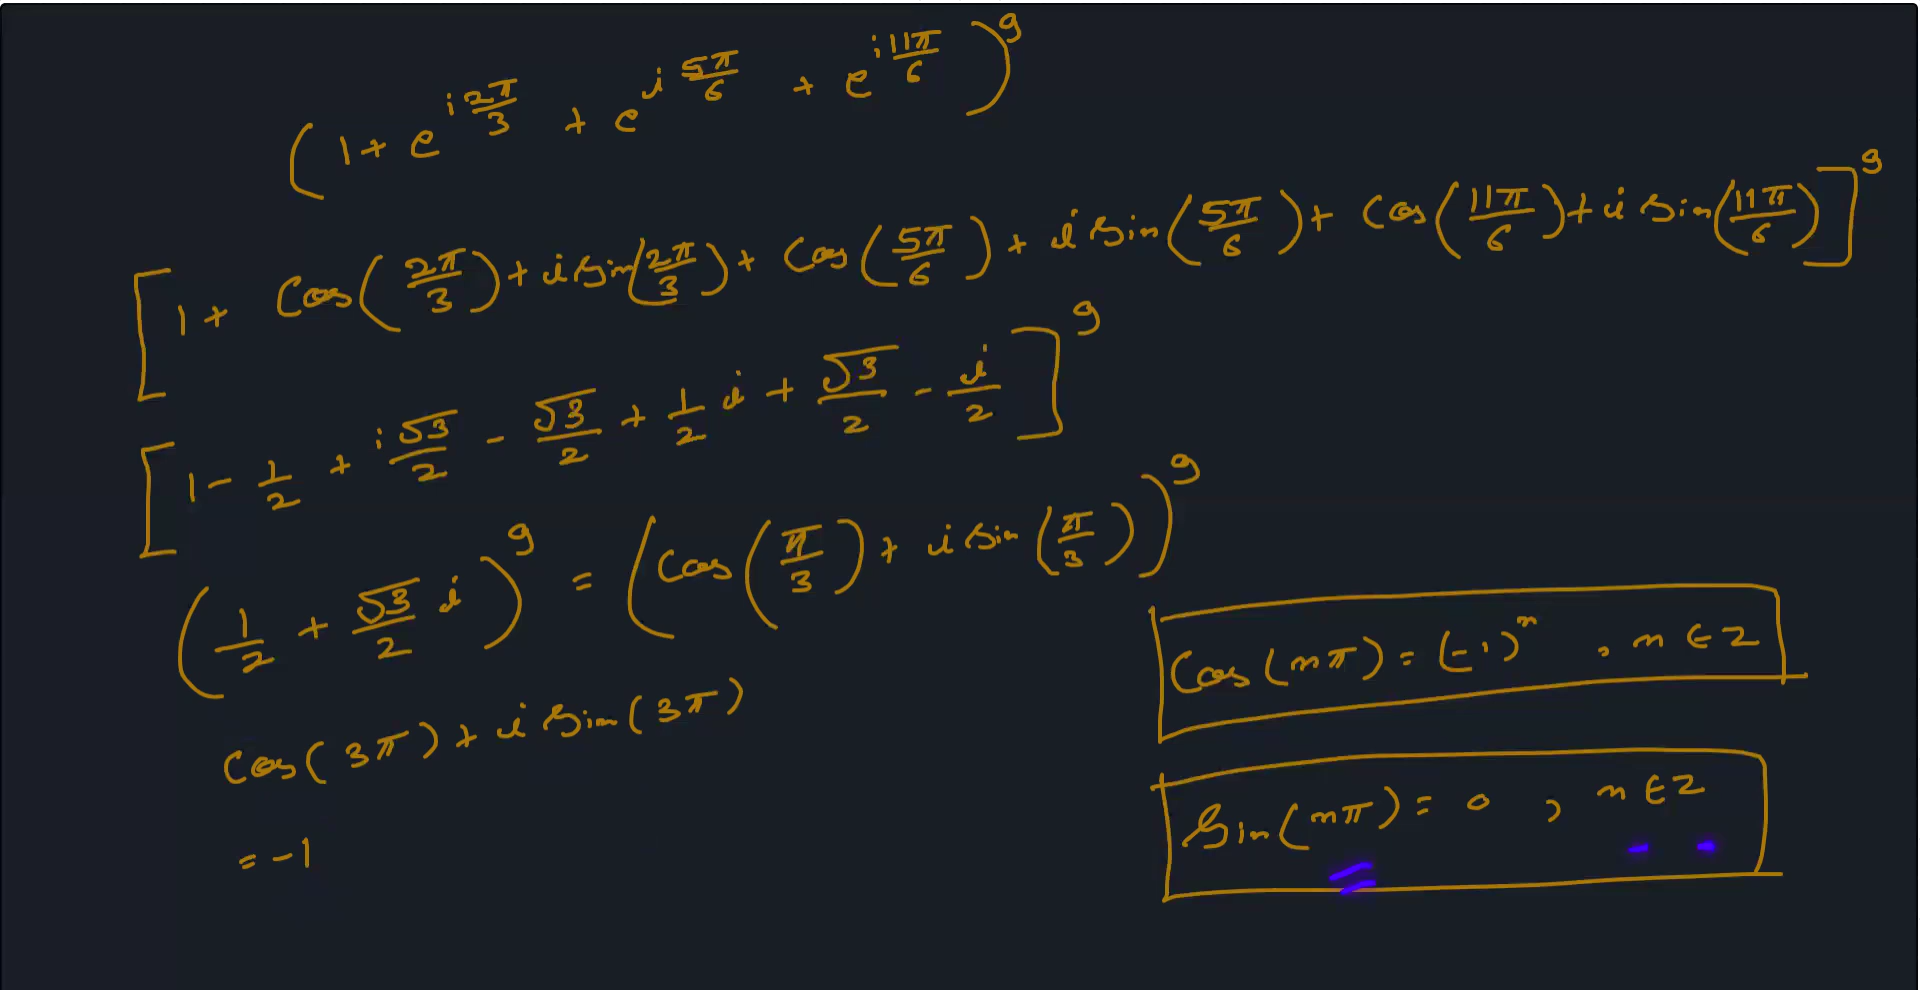 (1 + e^{i 2π/3} + e^{i 5π/6} + e^{i 11π/6})^9
[1 + Cos(2π/3) + i Sin(2π/3) + Cos(5π/6) + i Sin(5π/6) + Cos(11π/6) + i Sin(11π/6)]^9
[1 - 1/2 + i √3/2 - √3/2 + 1/2 i + √3/2 - i/2]^9
(1/2 + √3/2 i)^9 = (Cos(π/3) + i Sin(π/3))^9
Cos(3π) + i Sin(3π)
= -1
Cos(nπ) = (-1)^n , n ∈ Z
Sin(nπ) = 0 , n ∈ Z